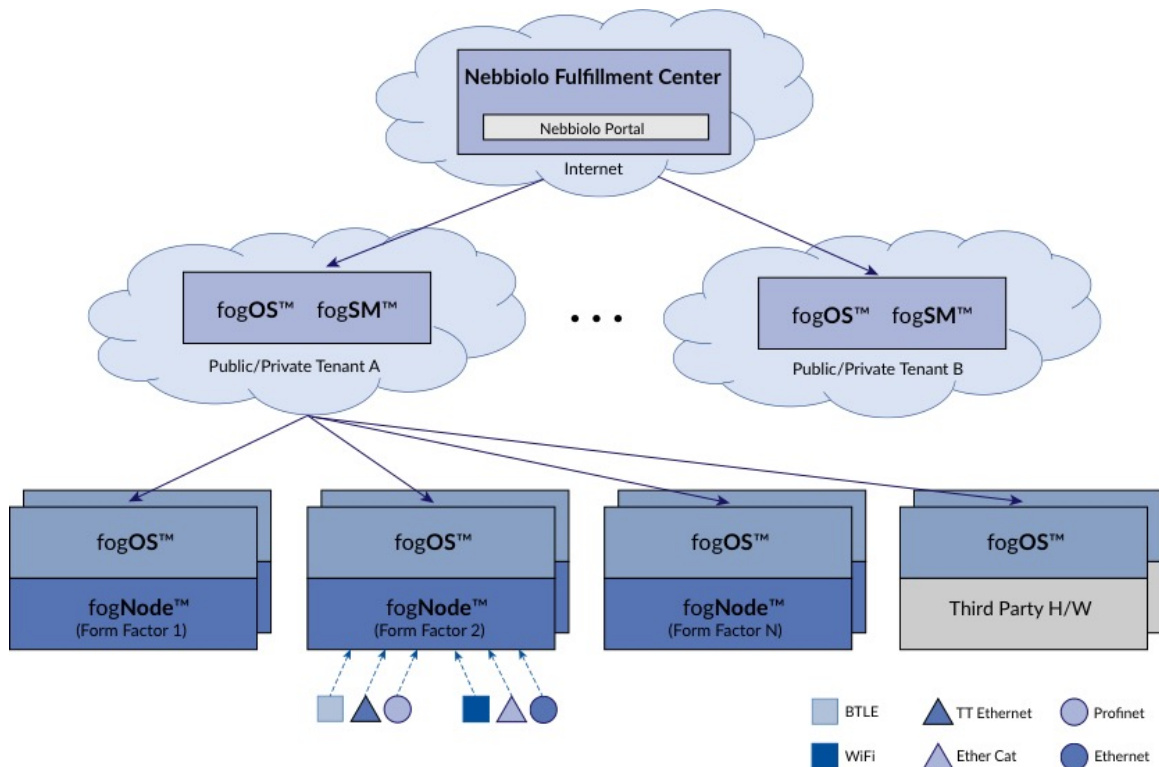 Nebbiolo Fulfillment Center
Nebbiolo Portal
Internet
fogOS™ fogSM™
Public/Private Tenant A
...
fogOS™ fogSM™
Public/Private Tenant B
fogOS™
fogNode™
(Form Factor 1)
fogOS™
fogNode™
(Form Factor 2)
fogOS™
fogNode™
(Form Factor N)
fogOS™
Third Party H/W
BTLE
TT Ethernet
Profinet
WiFi
Ether Cat
Ethernet